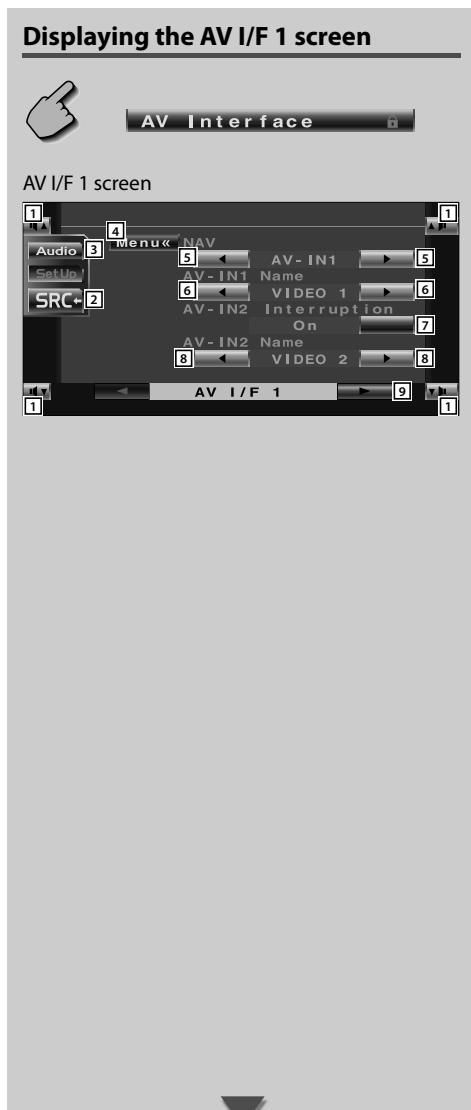 Displaying the AV I/F 1 screen
AV Interface
AV I/F 1 screen
1 1
4
Audio 3 Menu« NAV
5 AV-IN1 5
SetUp AV-IN1 Name
SRC 2 6 VIDEO 1 6
AV-IN2 Interruption
On 7
AV-IN2 Name
8 VIDEO 2 8
AV I/F 1 9
1 1